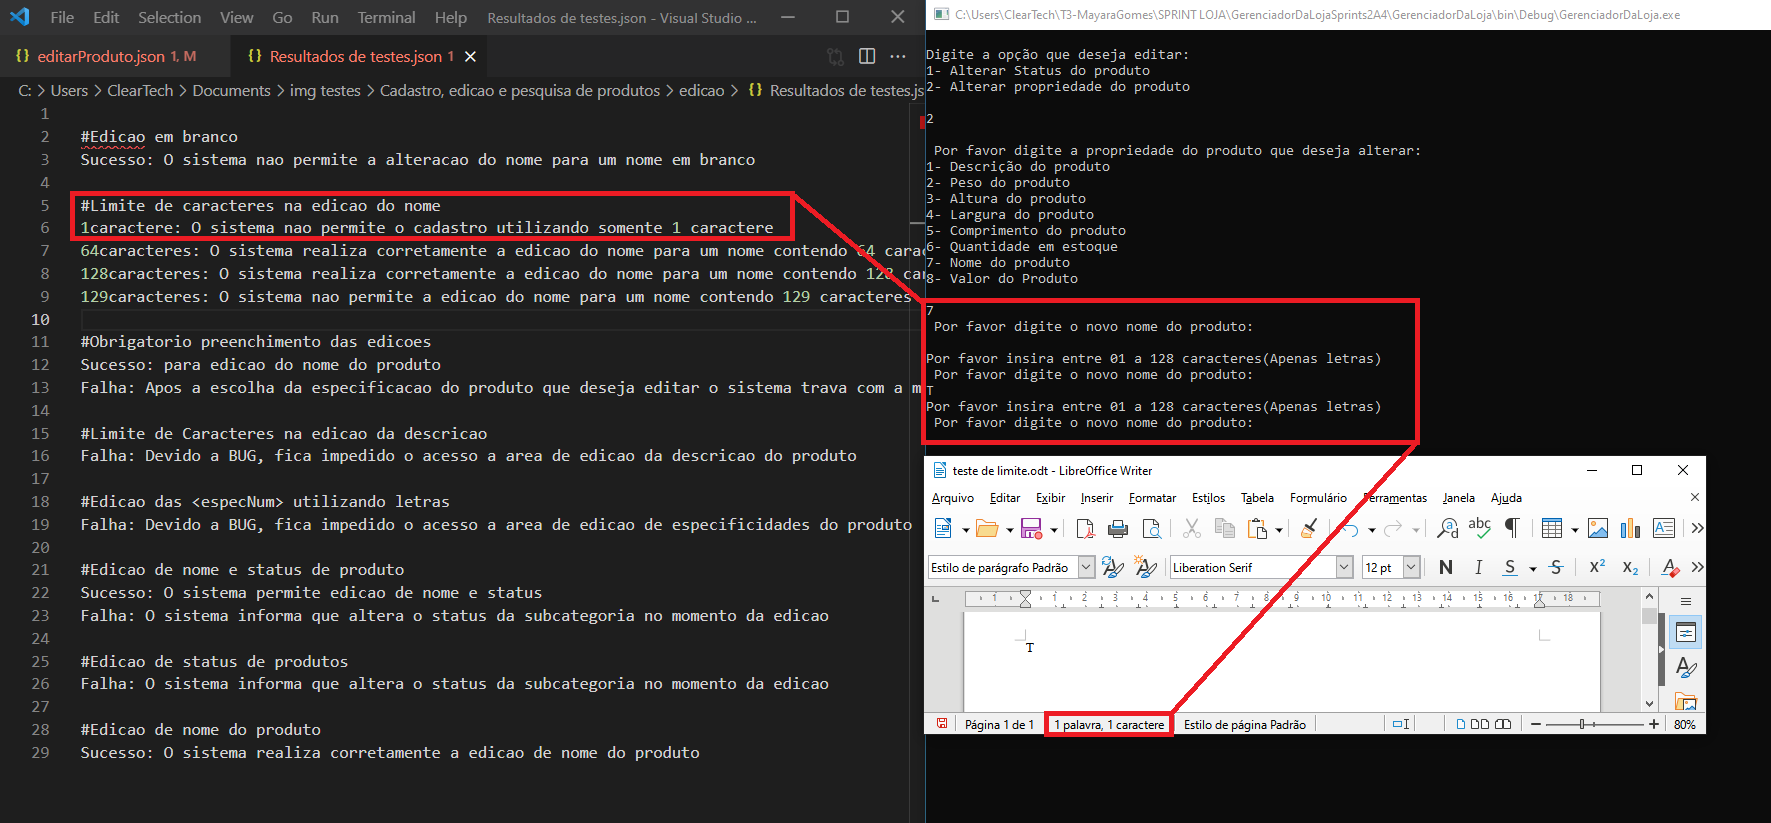 File Edit Selection View Go Run Terminal Help Resultados de testes.json - Visual Studio ...
{} editarProduto.json 1, M {} Resultados de testes.json 1
C: > Users > ClearTech > Documents > img testes > Cadastro, edicao e pesquisa de produtos > edicao > {} Resultados de testes.js
1
2 #Edicao em branco
3 Sucesso: O sistema nao permite a alteracao do nome para um nome em branco
4
5 #Limite de caracteres na edicao do nome
6 1caractere: O sistema nao permite o cadastro utilizando somente 1 caractere
7 64caracteres: O sistema realiza corretamente a edicao do nome para um nome contendo 64 carac
8 128caracteres: O sistema realiza corretamente a edicao do nome para um nome contendo 128 car
9 129caracteres: O sistema nao permite a edicao do nome para um nome contendo 129 caracteres
10
11 #Obrigatorio preenchimento das edicoes
12 Sucesso: para edicao do nome do produto
13 Falha: Apos a escolha da especificacao do produto que deseja editar o sistema trava com a m
14
15 #Limite de Caracteres na edicao da descricao
16 Falha: Devido a BUG, fica impedido o acesso a area de edicao da descricao do produto
17
18 #Edicao das <especNum> utilizando letras
19 Falha: Devido a BUG, fica impedido o acesso a area de edicao de especificidades do produto
20
21 #Edicao de nome e status de produto
22 Sucesso: O sistema permite edicao de nome e status
23 Falha: O sistema informa que altera o status da subcategoria no momento da edicao
24
25 #Edicao de status de produtos
26 Falha: O sistema informa que altera o status da subcategoria no momento da edicao
27
28 #Edicao de nome do produto
29 Sucesso: O sistema realiza corretamente a edicao de nome do produto
C:\Users\ClearTech\T3-MayaraGomes\SPRINT LOJA\GerenciadorDaLojaSprints2A4\GerenciadorDaLoja\bin\Debug\GerenciadorDaLoja.exe
Digite a opção que deseja editar:
1- Alterar Status do produto
2- Alterar propriedade do produto
2
Por favor digite a propriedade do produto que deseja alterar:
1- Descrição do produto
2- Peso do produto
3- Altura do produto
4- Largura do produto
5- Comprimento do produto
6- Quantidade em estoque
7- Nome do produto
8- Valor do Produto
7
Por favor digite o novo nome do produto:
Por favor insira entre 01 a 128 caracteres(Apenas letras)
Por favor digite o novo nome do produto:
T
Por favor insira entre 01 a 128 caracteres(Apenas letras)
Por favor digite o novo nome do produto:
teste de limite.odt - LibreOffice Writer
Arquivo Editar Exibir Inserir Formatar Estilos Tabela Formulário Ferramentas Janela Ajuda
abc
Estilo de parágrafo Padrão Liberation Serif 12 pt N I S S X² X₂ A
1 1 2 3 4 5 6 7 8 9 10 11 12 13 14 15 16 17 18
T
Página 1 de 1 1 palavra, 1 caractere Estilo de página Padrão 80%